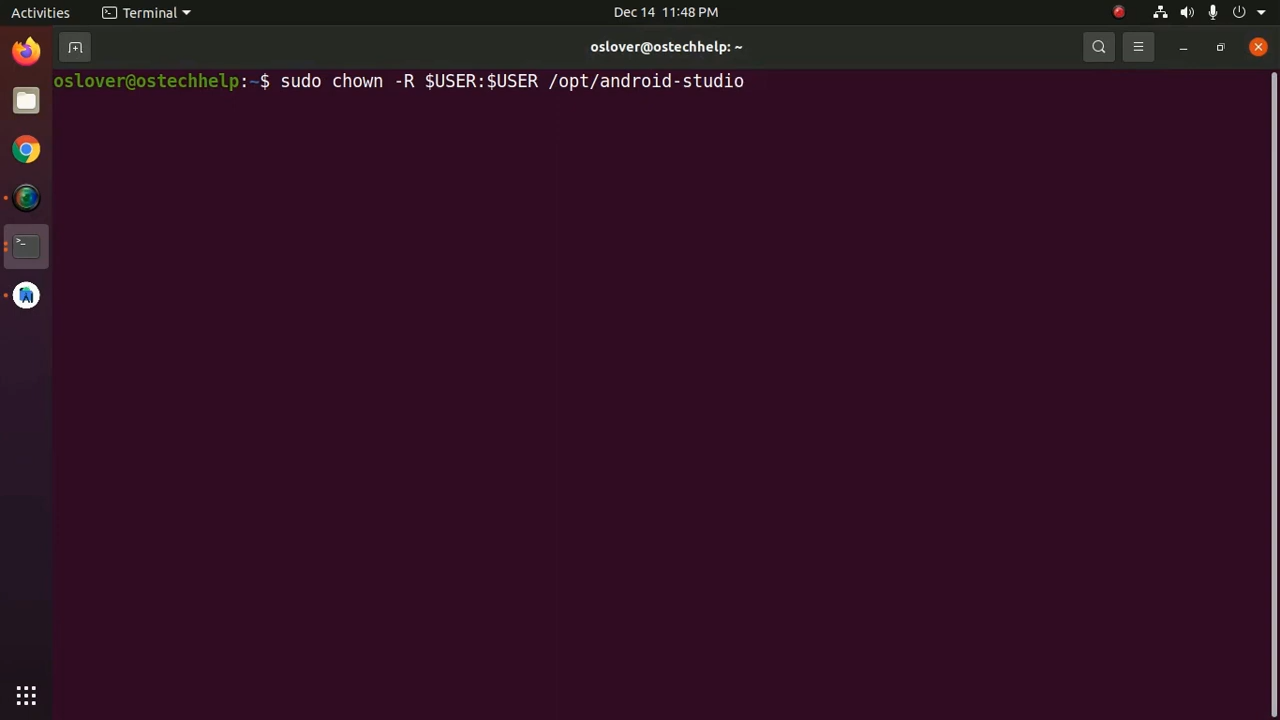 Activities
Terminal
Dec 14 11:48 PM
oslover@ostechhelp: ~
oslover@ostechhelp:~$ sudo chown -R $USER:$USER /opt/android-studio